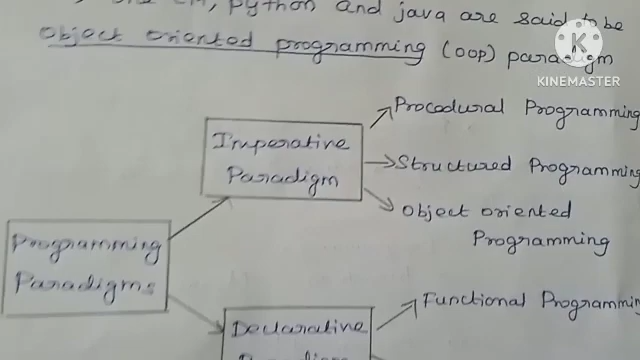 , Python and java are said to be
object oriented programming (OOP) paradigm
KINEMASTER
Procedural Programming
Imperative
Paradigm
Structured Programming
Object oriented
Programming
Programming
Paradigms
Functional Programmin
Declarative